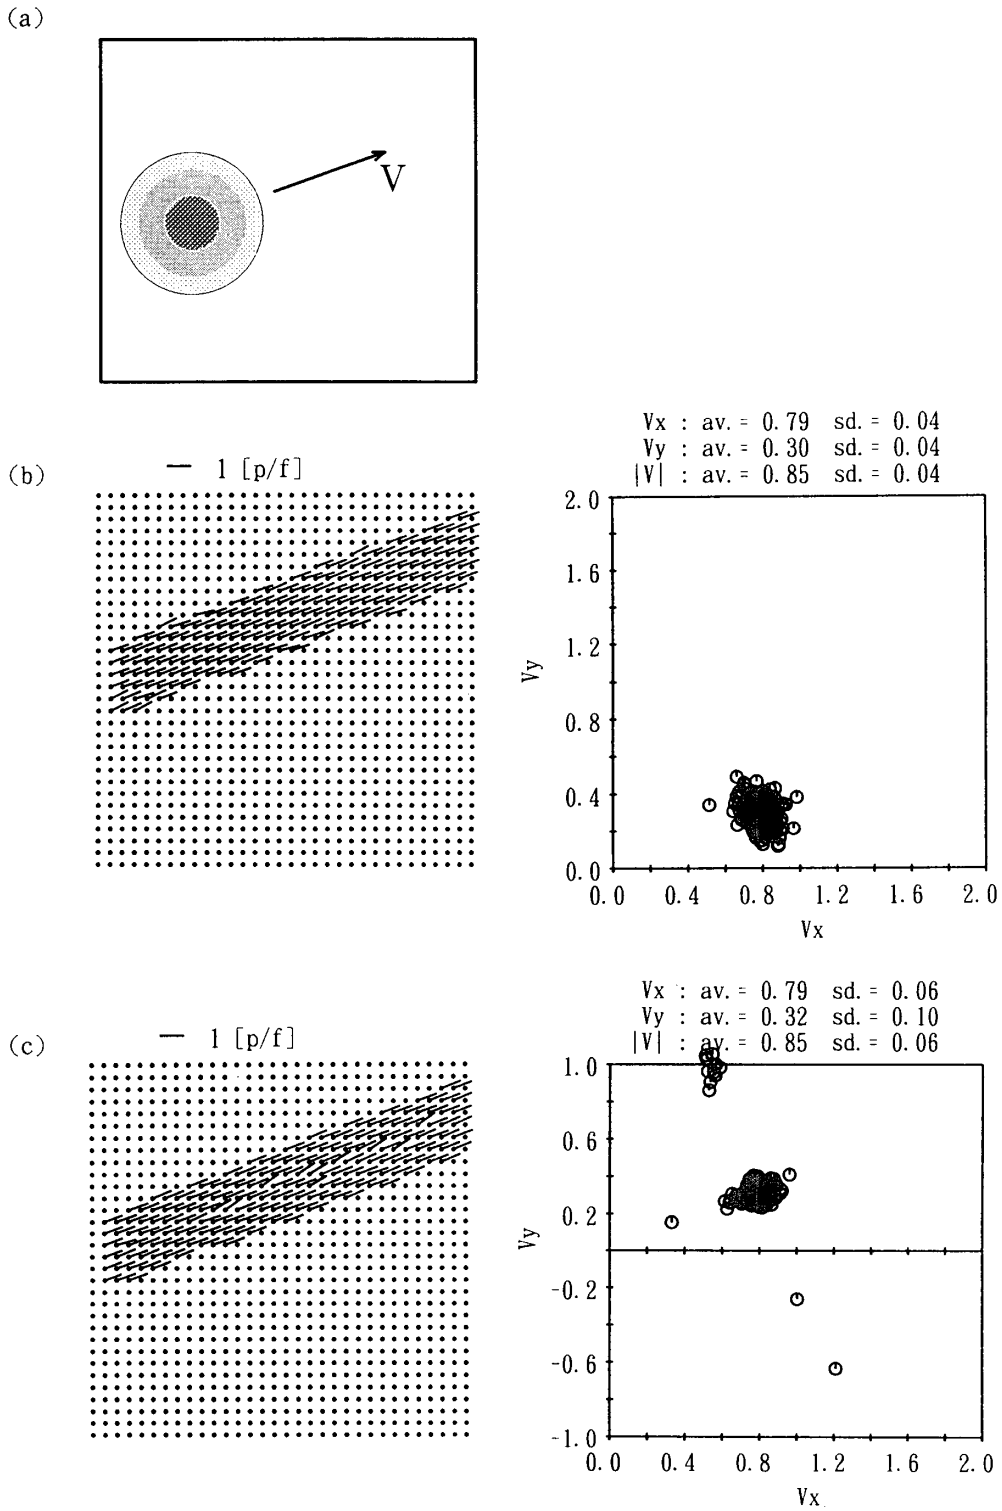 (a)
V
Vx : av. = 0.79 sd. = 0.04
Vy : av. = 0.30 sd. = 0.04
|V| : av. = 0.85 sd. = 0.04
(b)
1 [p/f]
2.0
1.6
1.2
0.8
0.4
0.0
Vy
0.0 0.4 0.8 1.2 1.6 2.0
Vx
Vx : av. = 0.79 sd. = 0.06
Vy : av. = 0.32 sd. = 0.10
|V| : av. = 0.85 sd. = 0.06
(c)
1 [p/f]
1.0
0.6
0.2
-0.2
-0.6
-1.0
Vy
0.0 0.4 0.8 1.2 1.6 2.0
Vx